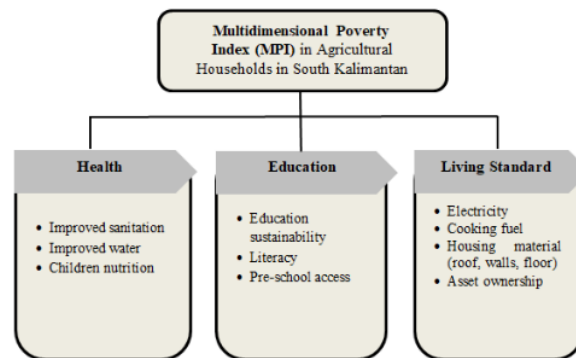 Multidimensional Poverty
Index (MPI) in Agricultural
Households in South Kalimantan
Health
• Improved sanitation
• Improved water
• Children nutrition
Education
• Education
sustainability
• Literacy
• Pre-school access
Living Standard
• Electricity
• Cooking fuel
• Housing material
(roof, walls, floor)
• Asset ownership